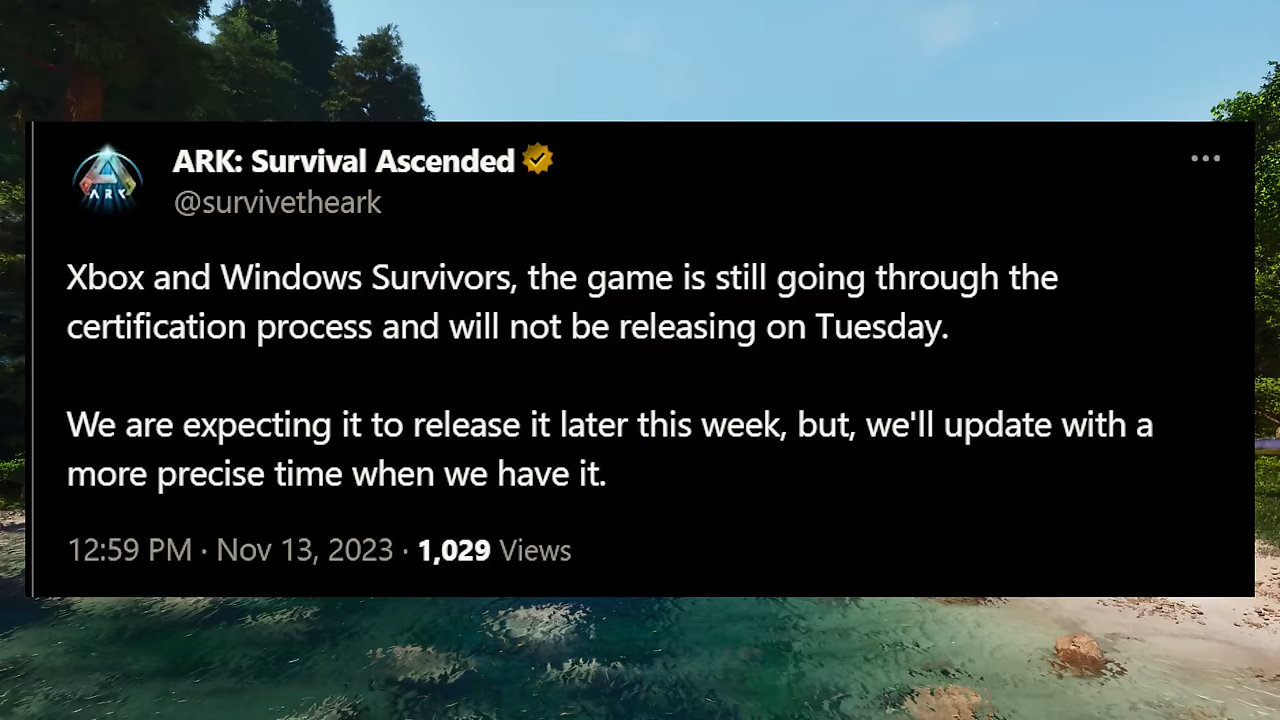 ARK
ARK: Survival Ascended
@survivetheark
Xbox and Windows Survivors, the game is still going through the
certification process and will not be releasing on Tuesday.
We are expecting it to release it later this week, but, we'll update with a
more precise time when we have it.
12:59 PM · Nov 13, 2023 · 1,029 Views